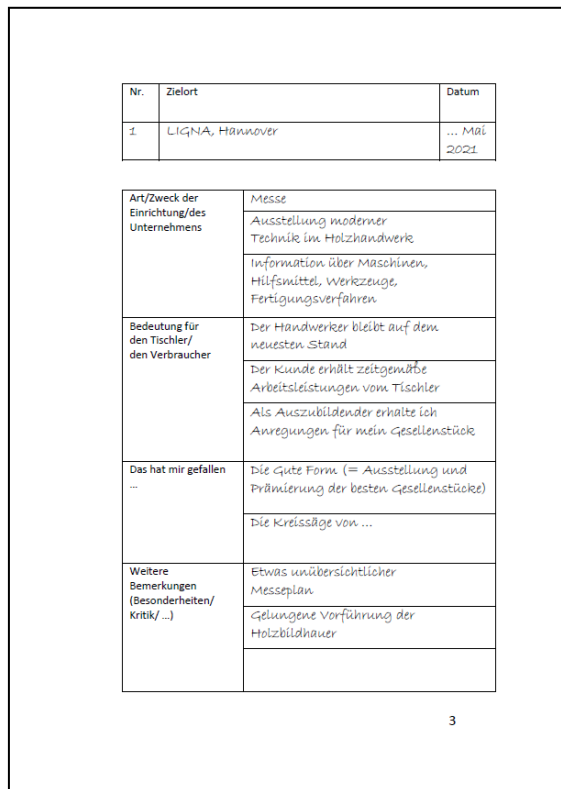 Nr. Zielort Datum
1 LIGNA, Hannover ... Mai
2021
Art/Zweck der
Einrichtung/des
Unternehmens
Messe
Ausstellung moderner
Technik im Holzhandwerk
Information über Maschinen,
Hilfsmittel, Werkzeuge,
Fertigungsverfahren
Bedeutung für
den Tischler/
den Verbraucher
Der Handwerker bleibt auf dem
neuesten Stand
Der Kunde erhält zeitgemäße
Arbeitsleistungen vom Tischler
Als Auszubildender erhalte ich
Anregungen für mein Gesellenstück
Das hat mir gefallen
...
Die Gute Form (= Ausstellung und
Prämierung der besten Gesellenstücke)
Die Kreissäge von ...
Weitere
Bemerkungen
(Besonderheiten/
Kritik/ ...)
Etwas unübersichtlicher
Messeplan
Gelungene Vorführung der
Holzbildhauer
3